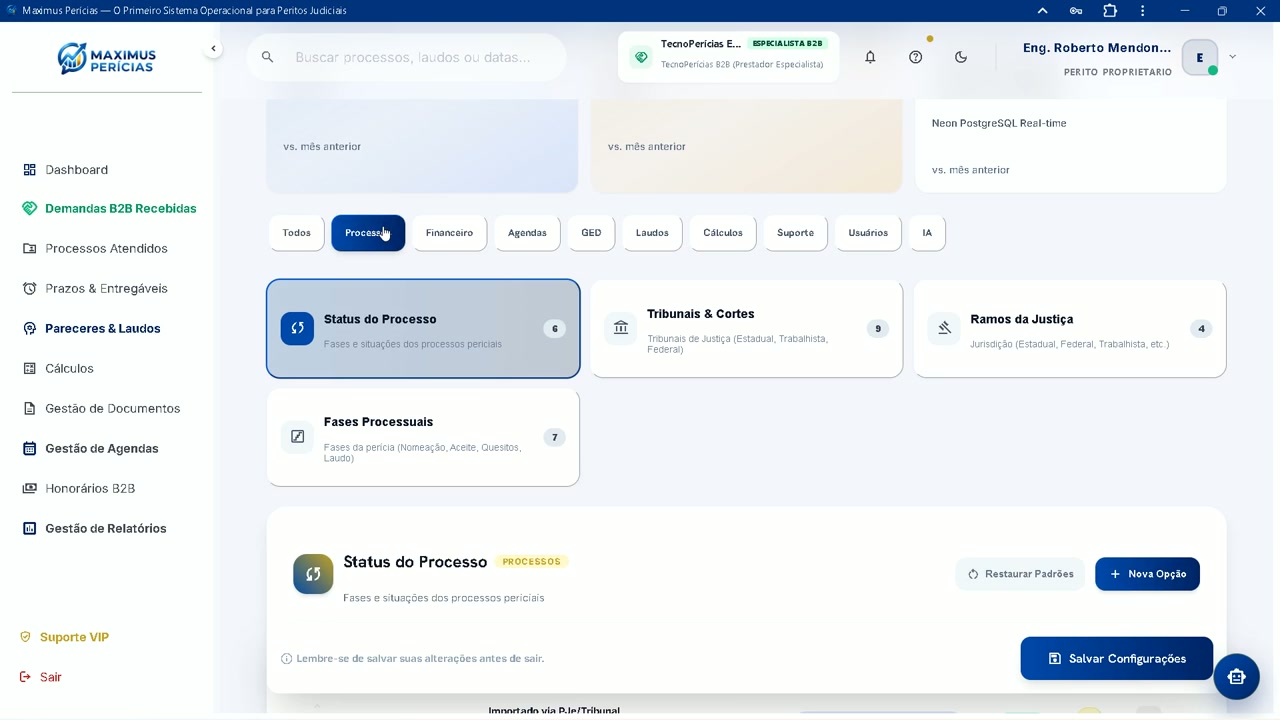 Maximus Perícias — O Primeiro Sistema Operacional para Peritos Judiciais
MAXIMUS
PERÍCIAS
Buscar processos, laudos ou datas...
TecnoPerícias E... ESPECIALISTA B2B
TecnoPerícias B2B (Prestador Especialista)
Eng. Roberto Mendon...
PERITO PROPRIETARIO
E
Dashboard
Demandas B2B Recebidas
Processos Atendidos
Prazos & Entregáveis
Pareceres & Laudos
Cálculos
Gestão de Documentos
Gestão de Agendas
Honorários B2B
Gestão de Relatórios
Suporte VIP
Sair
vs. mês anterior
vs. mês anterior
Neon PostgreSQL Real-time
vs. mês anterior
Todos
Financeiro
Agendas
GED
Laudos
Cálculos
Suporte
Usuários
IA
Status do Processo
Fases e situações dos processos periciais
6
Tribunais & Cortes
Tribunais de Justiça (Estadual, Trabalhista,
Federal)
9
Ramos da Justiça
Jurisdição (Estadual, Federal, Trabalhista, etc.)
4
Fases Processuais
Fases da perícia (Nomeação, Aceite, Quesitos,
Laudo)
7
Status do Processo PROCESSOS
Fases e situações dos processos periciais
Restaurar Padrões
Nova Opção
Lembre-se de salvar suas alterações antes de sair.
Salvar Configurações
Importado via PJe/Tribunal